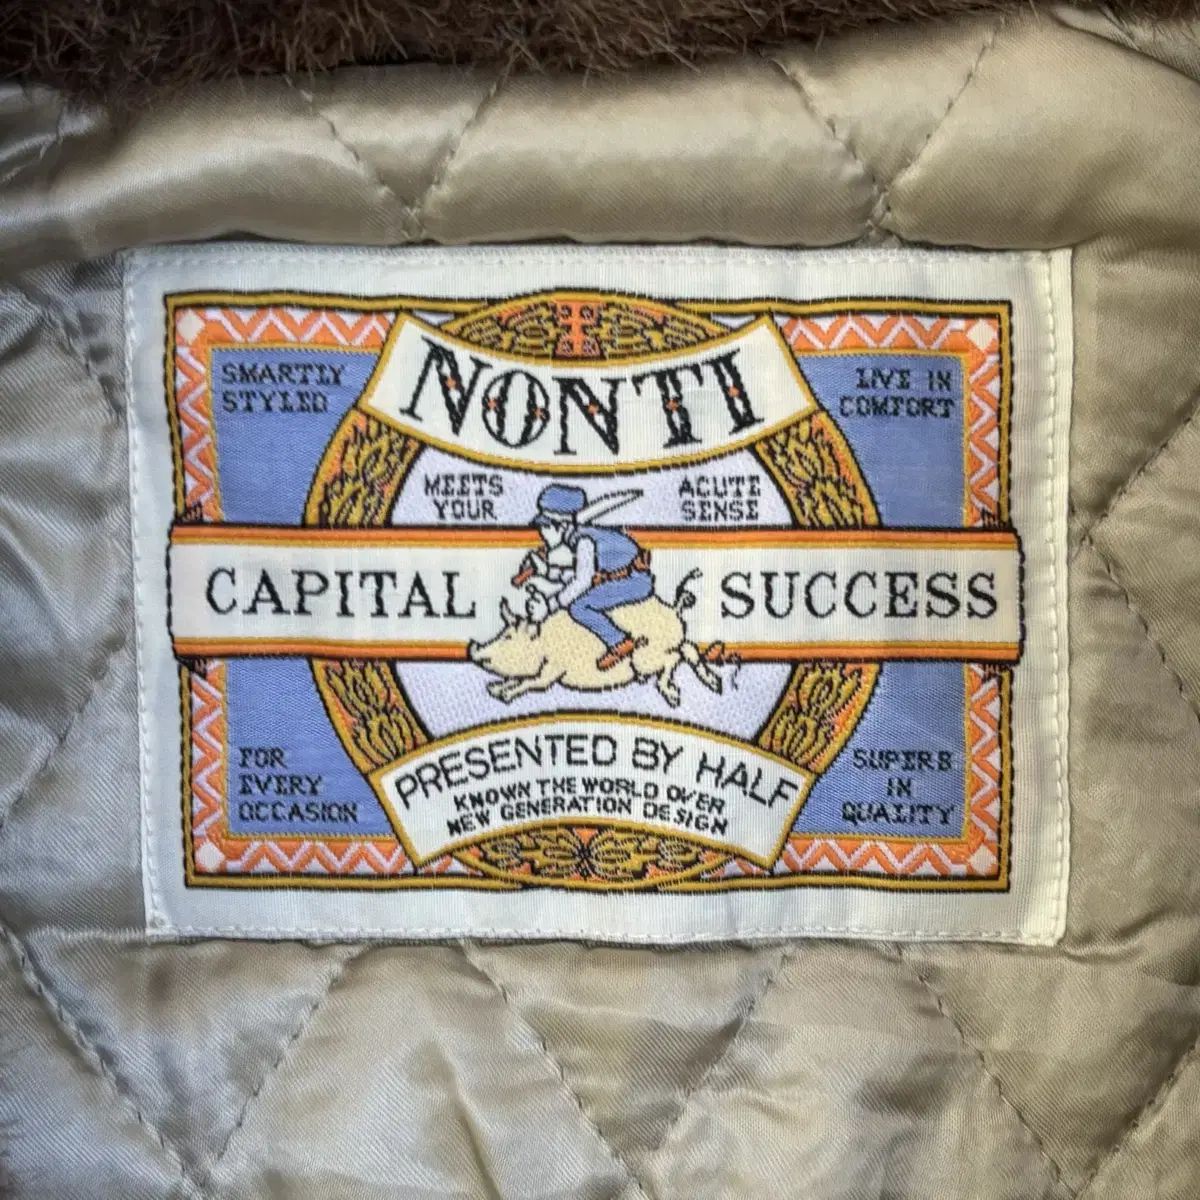 SMARTLY
STYLED
NONTI
LIVE IN
COMFORT
MEETS
YOUR
ACUTE
SENSE
CAPITAL SUCCESS
FOR
EVERY
OCCASION
PRESENTED BY HALF
KNOWN THE WORLD OVER
NEW GENERATION DESIGN
SUPERB
IN
QUALITY